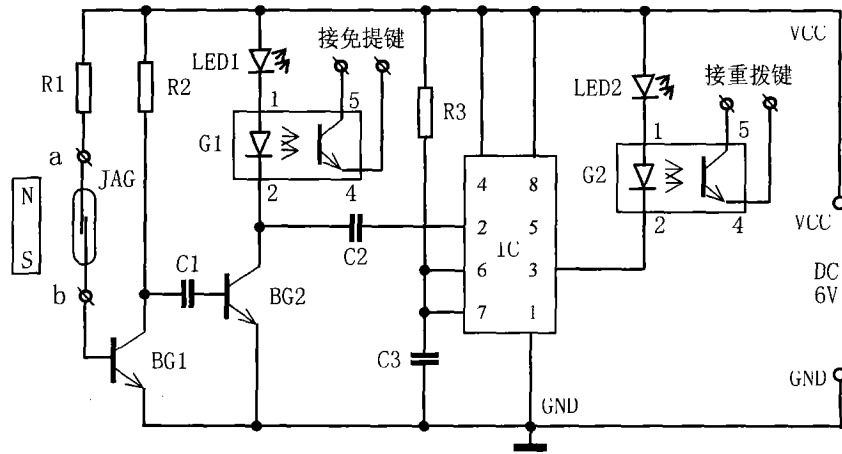 VCC
接免提键
LED1
接重拨键
LED2
R1
R2
1
5
R3
1
5
G1
G2
a
JAG
2
4
4
8
2
4
N
S
2
5
VCC
C2
IC
6
3
DC
6V
C1
b
BG2
7
1
BG1
C3
GND
GND